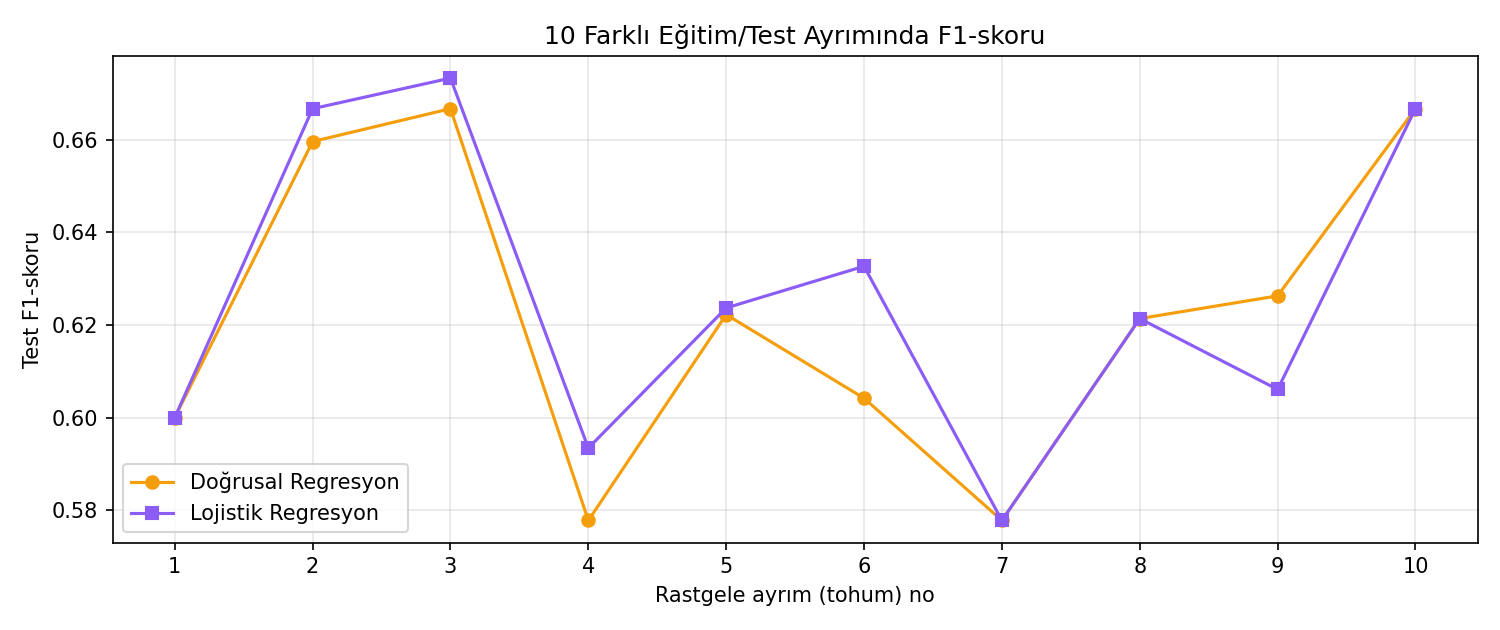 10 Farklı Eğitim/Test Ayrımında F1-skoru
Test F1-skoru
0.66
0.64
0.62
0.60
0.58
Doğrusal Regresyon
Lojistik Regresyon
1 2 3 4 5 6 7 8 9 10
Rastgele ayrım (tohum) no